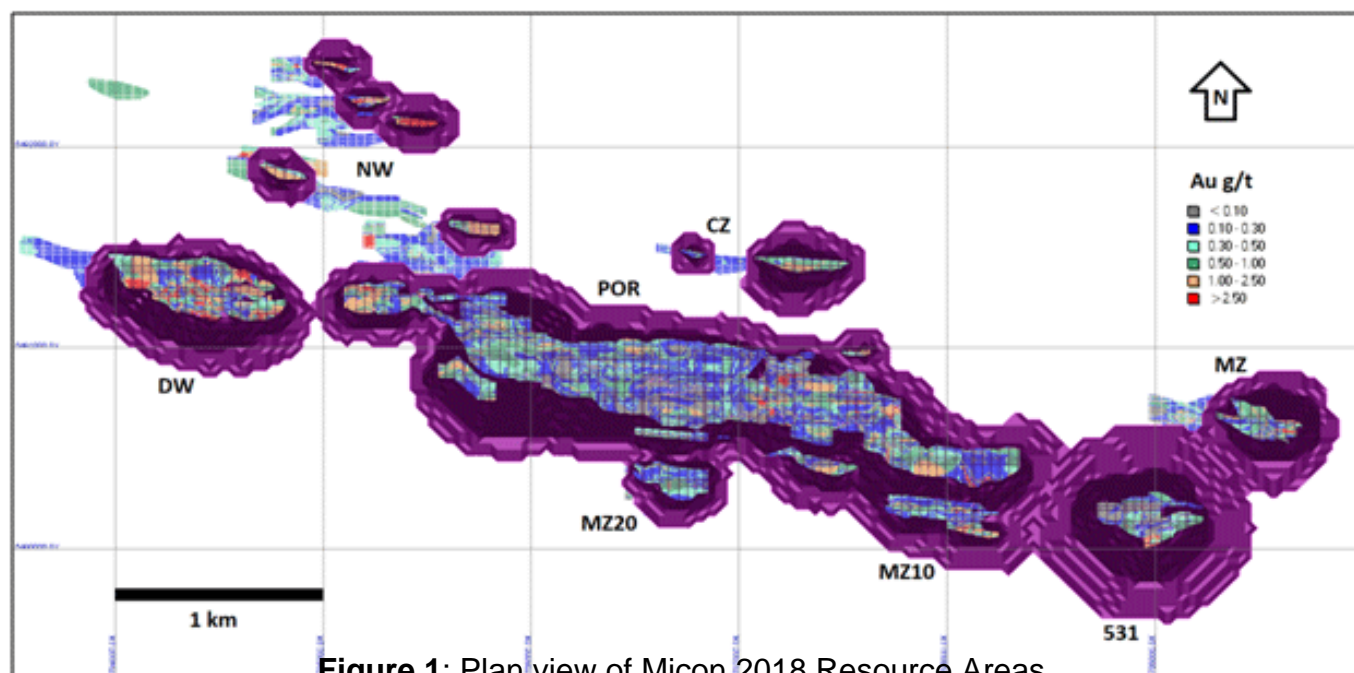 N
NW
Au g/t
< 0.10
0.10 - 0.30
0.30 - 0.50
0.50 - 1.00
1.00 - 2.50
>2.50
CZ
POR
MZ
DW
MZ20
MZ10
1 km
531
Figure 1: Plan view of Micon 2018 Resource Areas